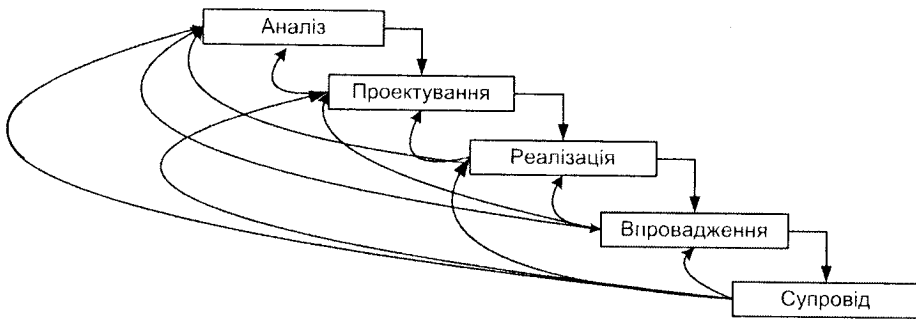 Аналіз
Проектування
Реалізація
Впровадження
Супровід